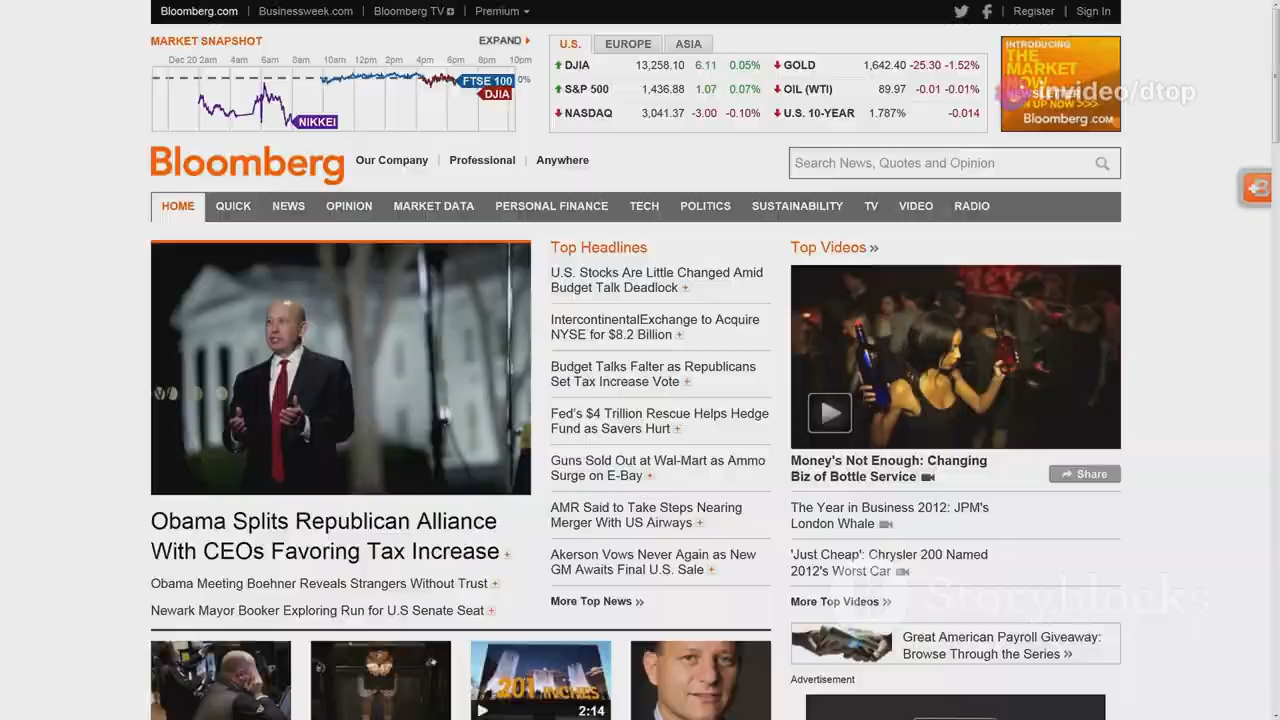 Bloomberg.com
Businessweek.com
Bloomberg TV
Premium
Register
Sign In
MARKET SNAPSHOT
EXPAND
Dec 20 2am 4am 6am 8am 10am 12pm 2pm 4pm 6pm 8pm 10pm
0%
FTSE 100
DJIA
NIKKEI
U.S. EUROPE ASIA
DJIA 13,258.10 6.11 0.05%
S&P 500 1,436.88 1.07 0.07%
NASDAQ 3,041.37 -3.00 -0.10%
GOLD 1,642.40 -25.30 -1.52%
OIL (WTI) 89.97 -0.01 -0.01%
U.S. 10-YEAR 1.787% -0.014
INTRODUCING
THE
MARKET
NOW
NEWSLETTER
SIGN UP NOW >>>
Bloomberg.com
invideo/dtop
Bloomberg
Our Company
Professional
Anywhere
Search News, Quotes and Opinion
HOME QUICK NEWS OPINION MARKET DATA PERSONAL FINANCE TECH POLITICS SUSTAINABILITY TV VIDEO RADIO
Obama Splits Republican Alliance
With CEOs Favoring Tax Increase
Obama Meeting Boehner Reveals Strangers Without Trust
Newark Mayor Booker Exploring Run for U.S Senate Seat
201 INCHES
2:14
Top Headlines
U.S. Stocks Are Little Changed Amid
Budget Talk Deadlock
IntercontinentalExchange to Acquire
NYSE for $8.2 Billion
Budget Talks Falter as Republicans
Set Tax Increase Vote
Fed's $4 Trillion Rescue Helps Hedge
Fund as Savers Hurt
Guns Sold Out at Wal-Mart as Ammo
Surge on E-Bay
AMR Said to Take Steps Nearing
Merger With US Airways
Akerson Vows Never Again as New
GM Awaits Final U.S. Sale
More Top News »
Top Videos »
Money's Not Enough: Changing
Biz of Bottle Service
Share
The Year in Business 2012: JPM's
London Whale
'Just Cheap': Chrysler 200 Named
2012's Worst Car
More Top Videos »
Storyblocks
Great American Payroll Giveaway:
Browse Through the Series »
Advertisement